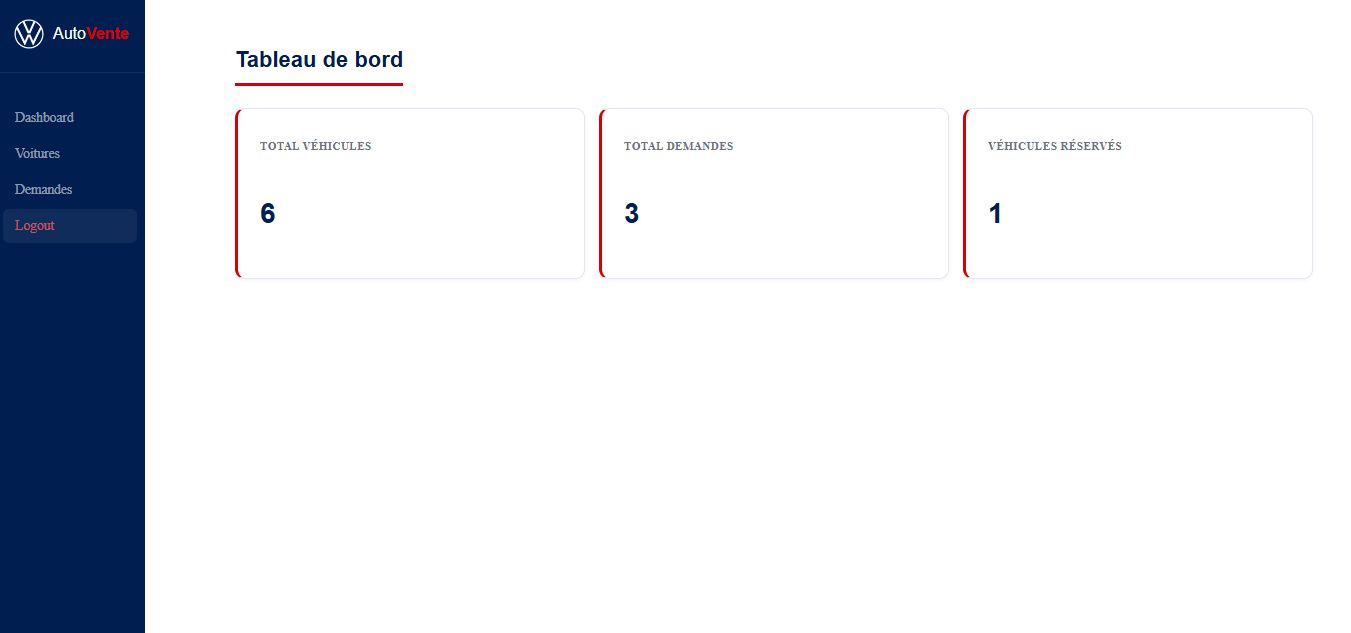 AutoVente
Dashboard
Voitures
Demandes
Logout
Tableau de bord
TOTAL VÉHICULES
6
TOTAL DEMANDES
3
VÉHICULES RÉSERVÉS
1